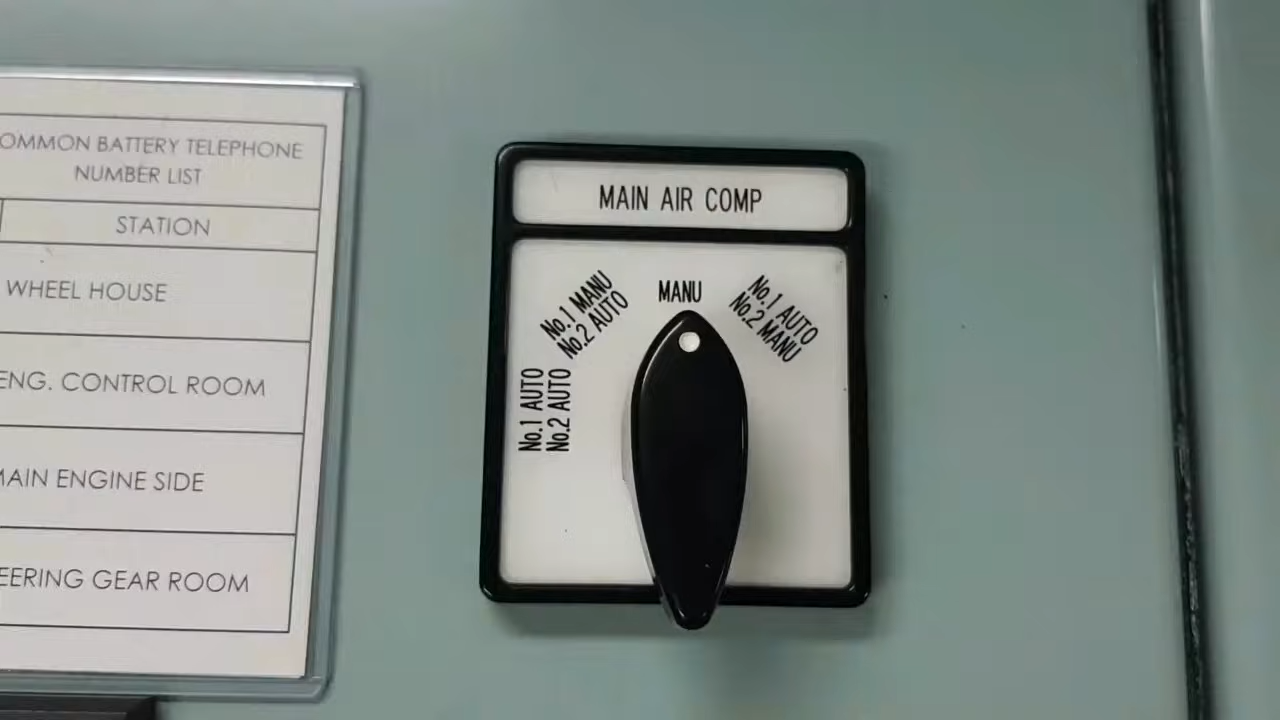 OMMON BATTERY TELEPHONE
NUMBER LIST
STATION
WHEEL HOUSE
ENG. CONTROL ROOM
MAIN ENGINE SIDE
EERING GEAR ROOM
MAIN AIR COMP
No.1 AUTO
No.2 AUTO
No.1 MANU
No.2 AUTO
MANU
No.1 AUTO
No.2 MANU